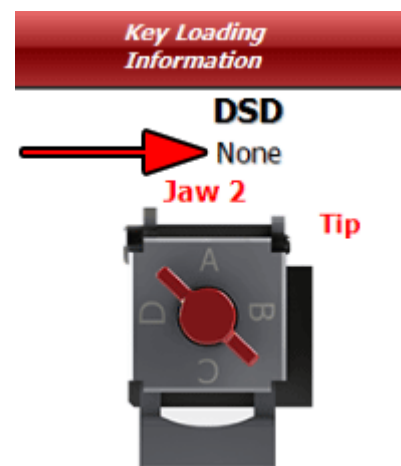 Key Loading
Information
DSD
None
Jaw 2
Tip
A
D
B
C